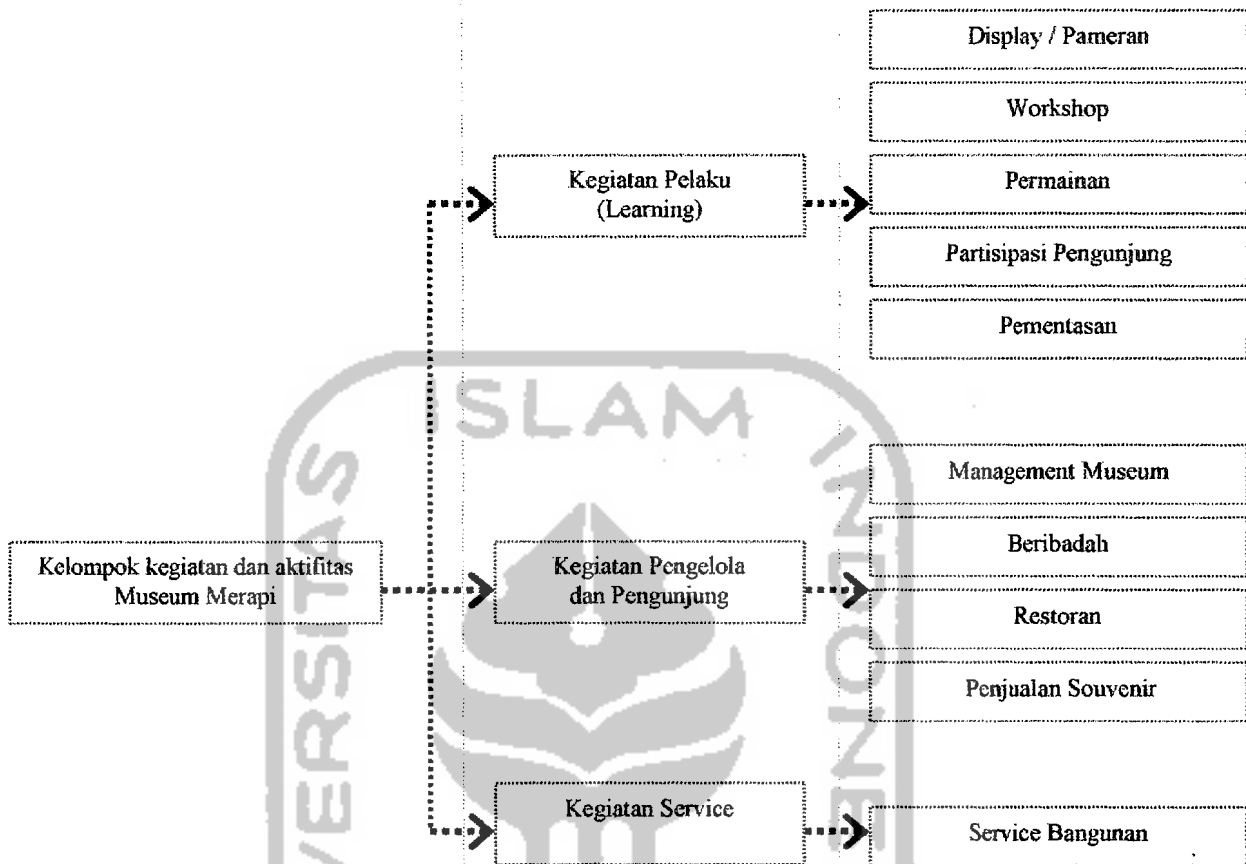 Kelompok kegiatan dan aktifitas
Museum Merapi
Kegiatan Pelaku
(Learning)
Display / Pameran
Workshop
Permainan
Partisipasi Pengunjung
Pementasan
Kegiatan Pengelola
dan Pengunjung
Management Museum
Beribadah
Restoran
Penjualan Souvenir
Kegiatan Service
Service Bangunan
ISLAM